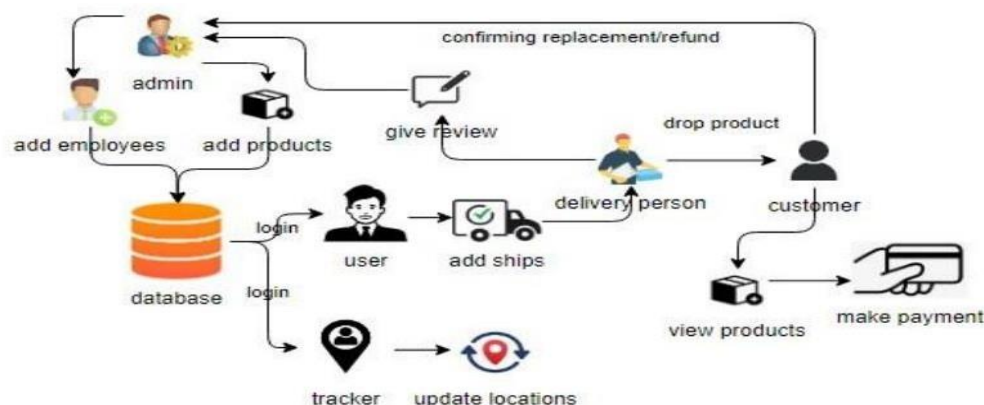 confirming replacement/refund
admin
add employees
add products
give review
drop product
delivery person
customer
login
user
add ships
database
login
view products
make payment
tracker
update locations